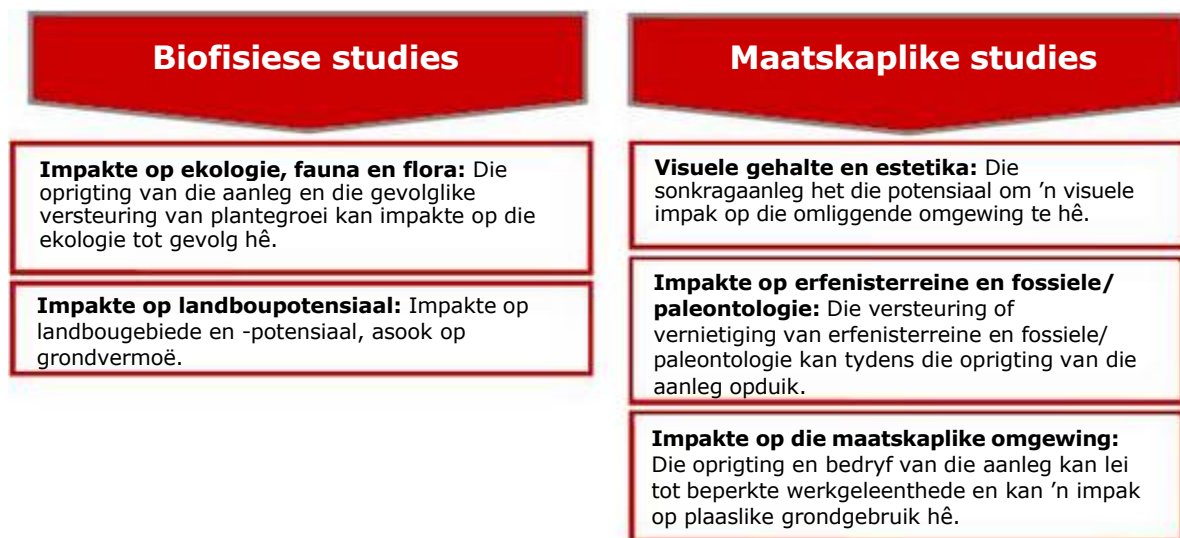 Biofisiese studies
Impakte op ekologie, fauna en flora: Die
oprigting van die aanleg en die gevolglike
versteuring van plantegroei kan impakte op die
ekologie tot gevolg hê.
Impakte op landboupotensiaal: Impakte op
landbougebiede en -potensiaal, asook op
grondvermoë.
Maatskaplike studies
Visuele gehalte en estetika: Die
sonkragaanleg het die potensiaal om ’n visuele
impak op die omliggende omgewing te hê.
Impakte op erfenisterreine en fossiele/
paleontologie: Die versteuring of
vernietiging van erfenisterreine en fossiele/
paleontologie kan tydens die oprigting van die
aanleg opduik.
Impakte op die maatskaplike omgewing:
Die oprigting en bedryf van die aanleg kan lei
tot beperkte werkgeleenthede en kan ’n impak
op plaaslike grondgebruik hê.